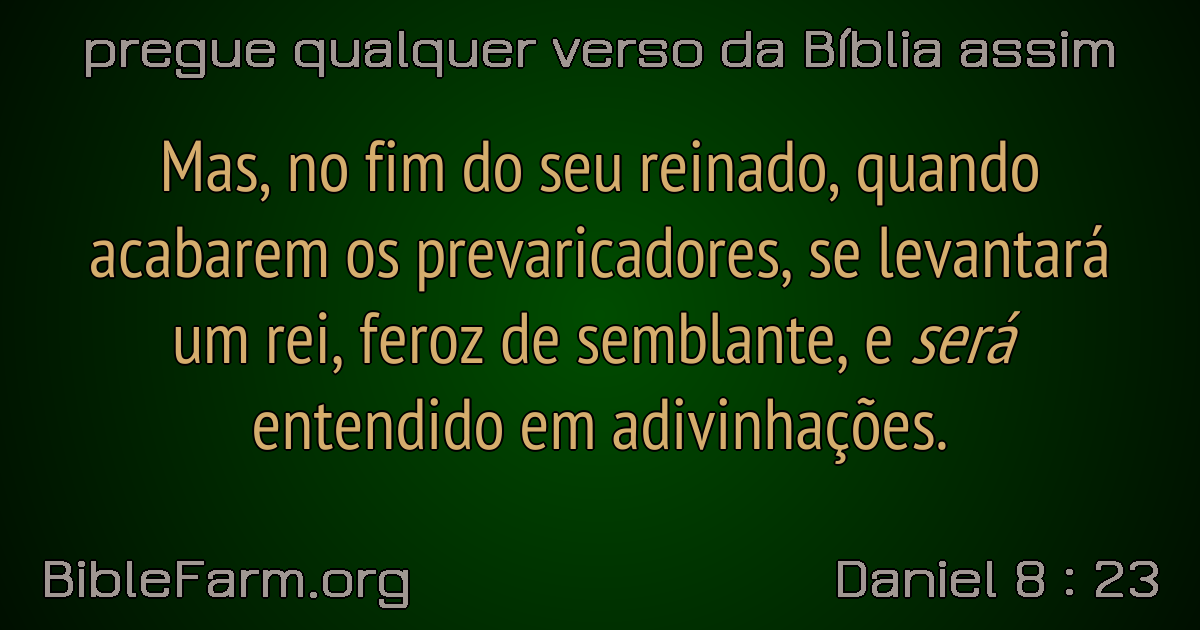 pregue qualquer verso da Bíblia assim
Mas, no fim do seu reinado, quando
acabarem os prevaricadores, se levantará
um rei, feroz de semblante, e será
entendido em adivinhações.
BibleFarm.org
Daniel 8 : 23